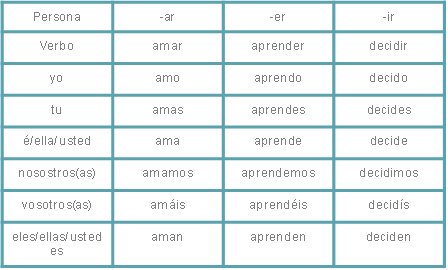 Persona -ar -er -ir
Verbo amar aprender decidir
yo amo aprendo decido
tu amas aprendes decides
é/ella/usted ama aprende decide
nosostros(as) amamos aprendemos decidimos
vosotros(as) amáis aprendéis decidís
eles/ellas/usted aman aprenden deciden
es